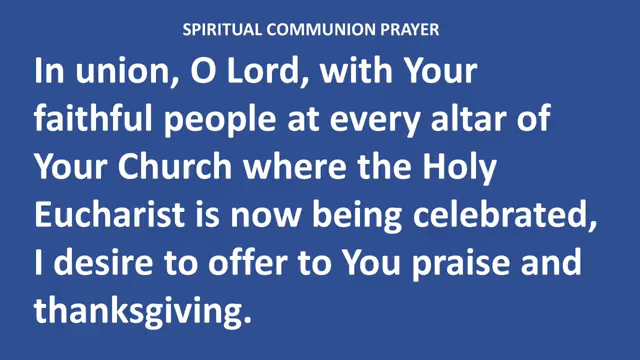 SPIRITUAL COMMUNION PRAYER
In union, O Lord, with Your
faithful people at every altar of
Your Church where the Holy
Eucharist is now being celebrated,
I desire to offer to You praise and
thanksgiving.